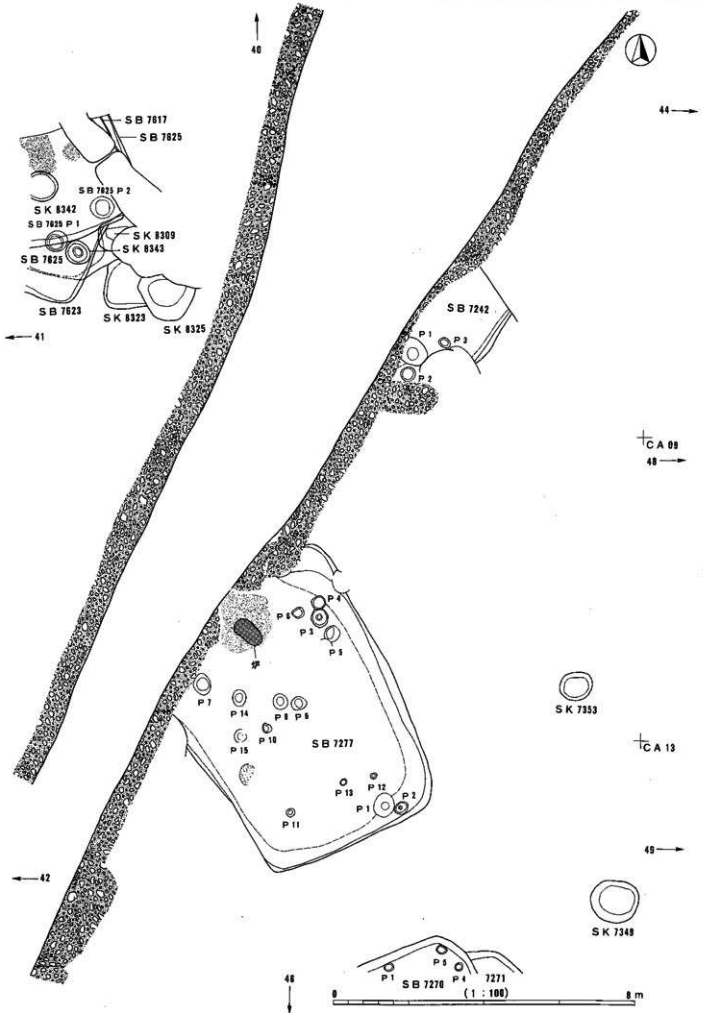 40
44
SB 7617
SB 7625
SB 7625 P 2
SK 8342
SB 7625 P 1
SK 8309
SK 8343
SB 7625
SB 7623
SK 8323
SK 8325
41
SB 7242
P 1
P 3
P 2
CA 09
48
P 4
P 6
P 3
P 5
炉
P 7
P 14
P 8
P 9
P 10
P 15
SB 7277
SK 7353
CA 13
P 13
P 12
P 1
P 2
P 11
49
42
SK 7349
P 5
P 1
P 4
7271
SB 7270
46
(1 : 100)
0
8 m